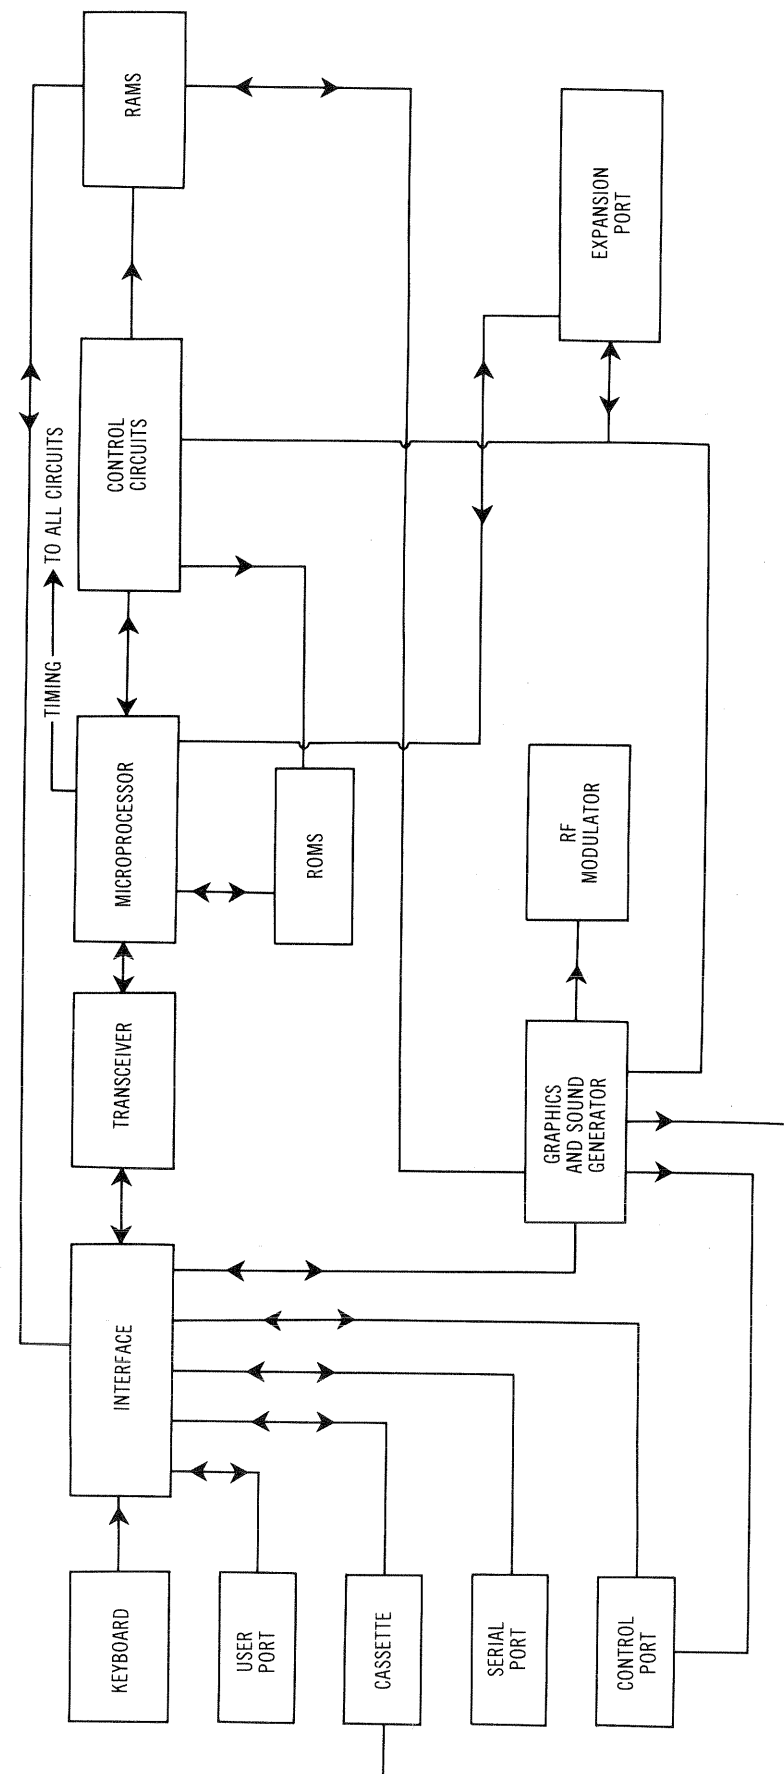 KEYBOARD
INTERFACE
TRANSCEIVER
MICROPROCESSOR
TIMING
TO ALL CIRCUITS
CONTROL
CIRCUITS
RAMS
USER
PORT
ROMS
CASSETTE
SERIAL
PORT
GRAPHICS
AND SOUND
GENERATOR
RF
MODULATOR
EXPANSION
PORT
CONTROL
PORT